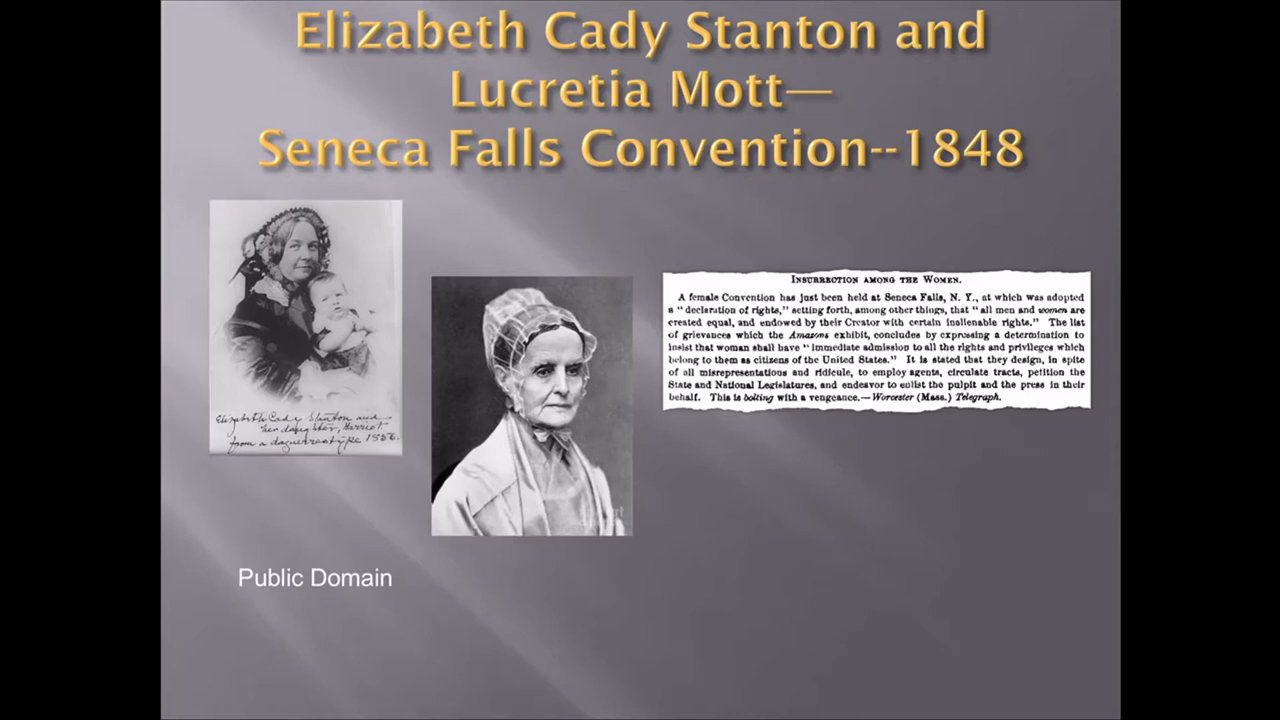 Elizabeth Cady Stanton and
Lucretia Mott—
Seneca Falls Convention--1848
Elizabeth Cady Stanton and
her daughter, Harriot.
from a daguerreotype 1856.
INSURRECTION AMONG THE WOMEN.
A female Convention has just been held at Seneca Falls, N. Y., at which was adopted
a "declaration of rights," setting forth, among other things, that "all men and women are
created equal, and endowed by their Creator with certain inalienable rights." The list
of grievances which the Amazons exhibit, concludes by expressing a determination to
insist that woman shall have "immediate admission to all the rights and privileges which
belong to them as citizens of the United States." It is stated that they design, in spite
of all misrepresentations and ridicule, to employ agents, circulate tracts, petition the
State and National Legislatures, and endeavor to enlist the pulpit and the press in their
behalf. This is bolting with a vengeance.—Worcester (Mass.) Telegraph.
Public Domain